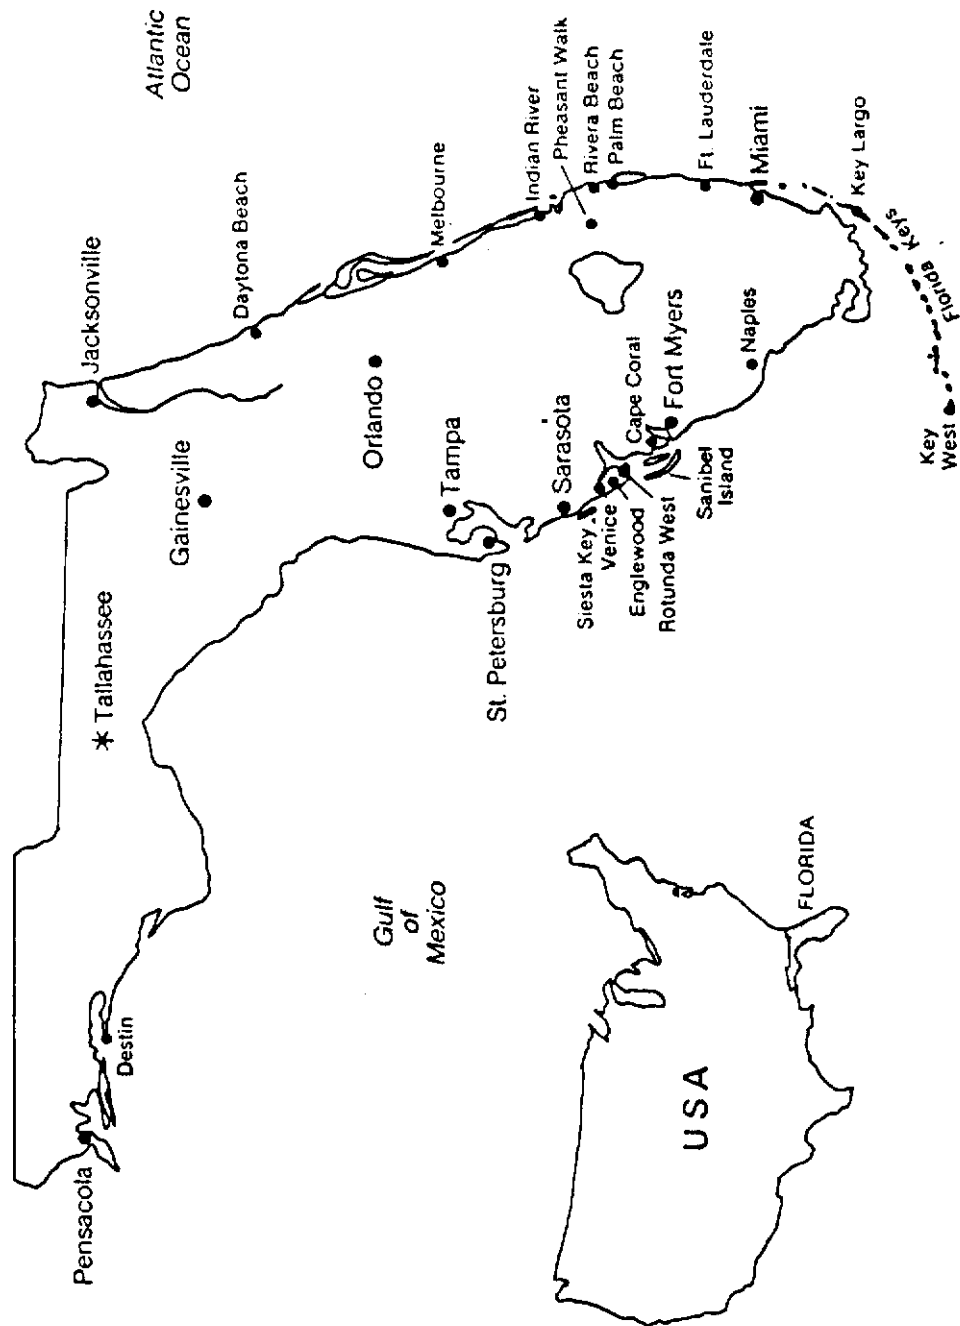 Atlantic
Ocean
Jacksonville
Daytona Beach
Melbourne
Indian River
Pheasant Walk
Rivera Beach
Palm Beach
Ft. Lauderdale
Miami
Key Largo
Florida Keys
Key
West
Gainesville
Orlando
Tampa
St. Petersburg
Sarasota
Siesta Key
Venice
Englewood
Rotunda West
Cape Coral
Fort Myers
Sanibel
Island
Naples
Tallahassee
Pensacola
Destin
Gulf
of
Mexico
USA
FLORIDA